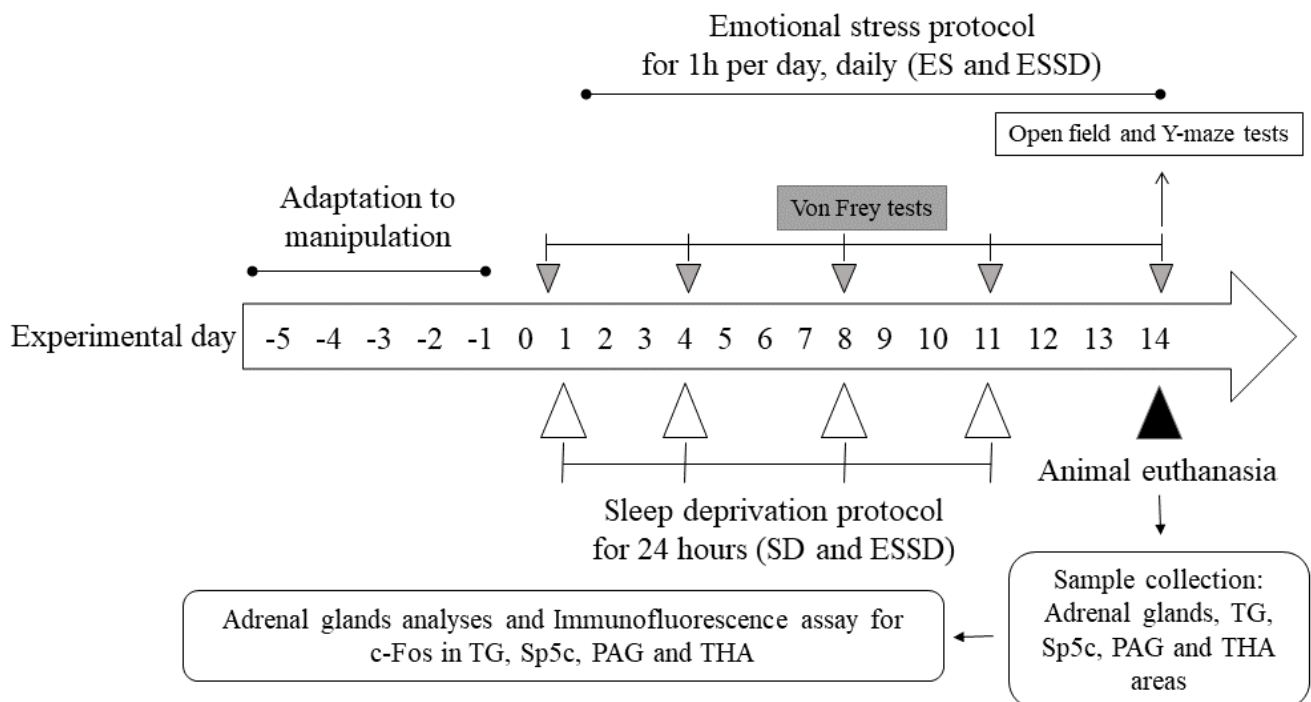 Emotional stress protocol
for 1h per day, daily (ES and ESSD)
Open field and Y-maze tests
Adaptation to
manipulation
Von Frey tests
Experimental day
-5 -4 -3 -2 -1 0 1 2 3 4 5 6 7 8 9 10 11 12 13 14
Sleep deprivation protocol
for 24 hours (SD and ESSD)
Animal euthanasia
Sample collection:
Adrenal glands, TG,
Sp5c, PAG and THA
areas
Adrenal glands analyses and Immunofluorescence assay for
c-Fos in TG, Sp5c, PAG and THA